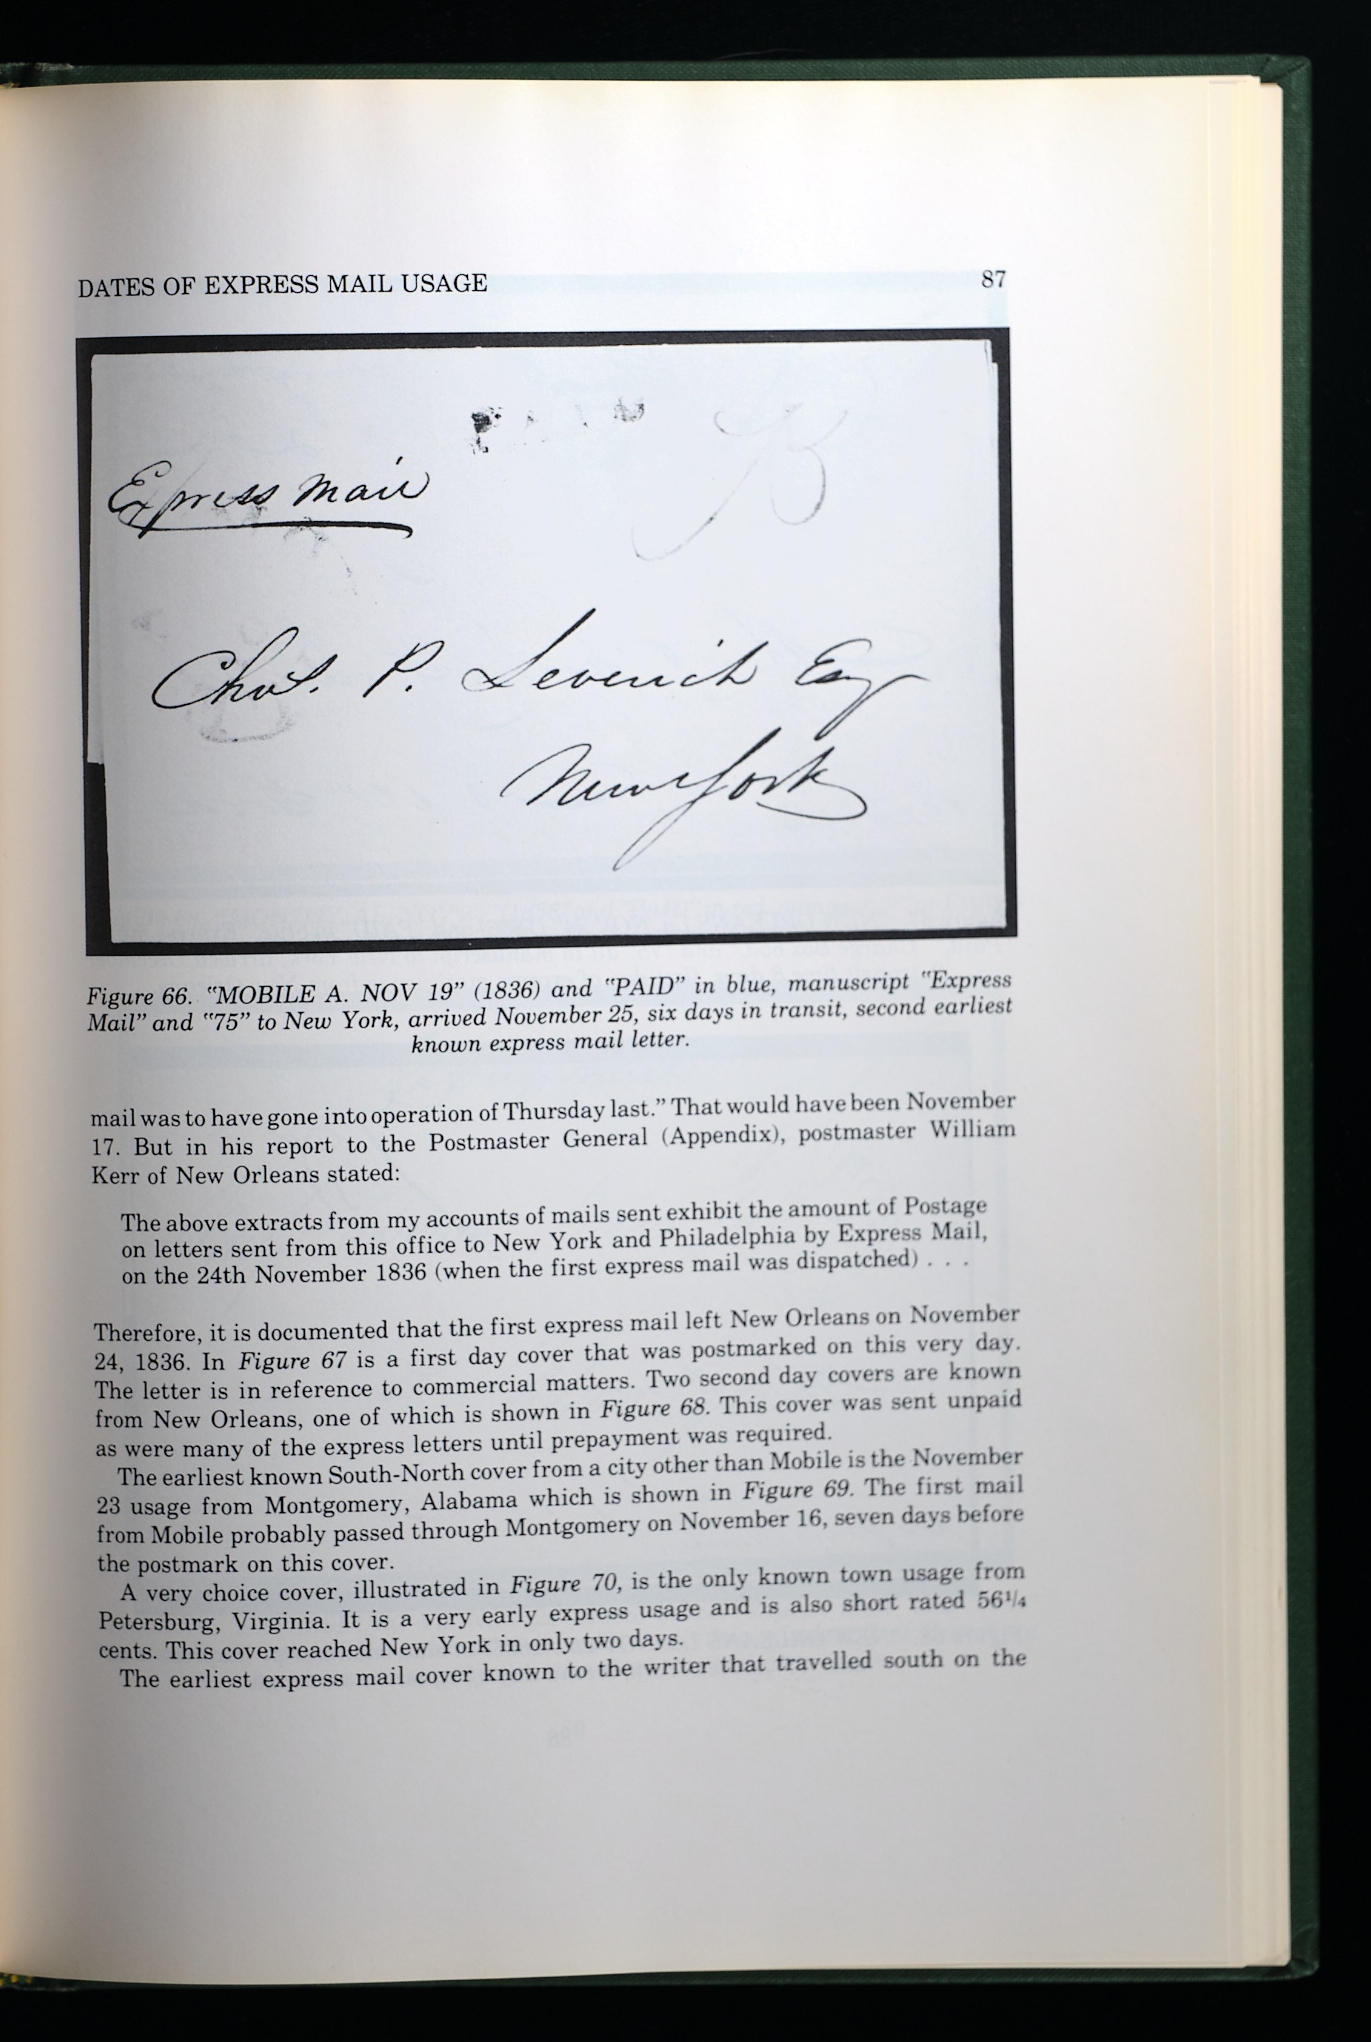 DATES OF EXPRESS MAIL USAGE 87
Express Mail
Chas. P. Leverich Esqr
New York
Figure 66. "MOBILE A. NOV 19" (1836) and "PAID" in blue, manuscript "Express
Mail" and "75" to New York, arrived November 25, six days in transit, second earliest
known express mail letter.
mail was to have gone into operation of Thursday last." That would have been November
17. But in his report to the Postmaster General (Appendix), postmaster William
Kerr of New Orleans stated:
The above extracts from my accounts of mails sent exhibit the amount of Postage
on letters sent from this office to New York and Philadelphia by Express Mail,
on the 24th November 1836 (when the first express mail was dispatched) . . .
Therefore, it is documented that the first express mail left New Orleans on November
24, 1836. In Figure 67 is a first day cover that was postmarked on this very day.
The letter is in reference to commercial matters. Two second day covers are known
from New Orleans, one of which is shown in Figure 68. This cover was sent unpaid
as were many of the express letters until prepayment was required.
The earliest known South-North cover from a city other than Mobile is the November
23 usage from Montgomery, Alabama which is shown in Figure 69. The first mail
from Mobile probably passed through Montgomery on November 16, seven days before
the postmark on this cover.
A very choice cover, illustrated in Figure 70, is the only known town usage from
Petersburg, Virginia. It is a very early express usage and is also short rated 56¼
cents. This cover reached New York in only two days.
The earliest express mail cover known to the writer that travelled south on the